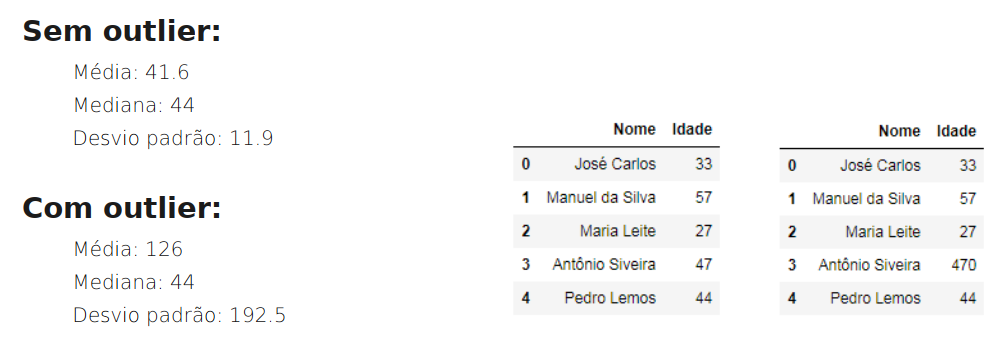 Sem outlier:
Média: 41.6
Mediana: 44
Desvio padrão: 11.9
Com outlier:
Média: 126
Mediana: 44
Desvio padrão: 192.5
Nome Idade
0 José Carlos 33
1 Manuel da Silva 57
2 Maria Leite 27
3 Antônio Siveira 47
4 Pedro Lemos 44
Nome Idade
0 José Carlos 33
1 Manuel da Silva 57
2 Maria Leite 27
3 Antônio Siveira 470
4 Pedro Lemos 44